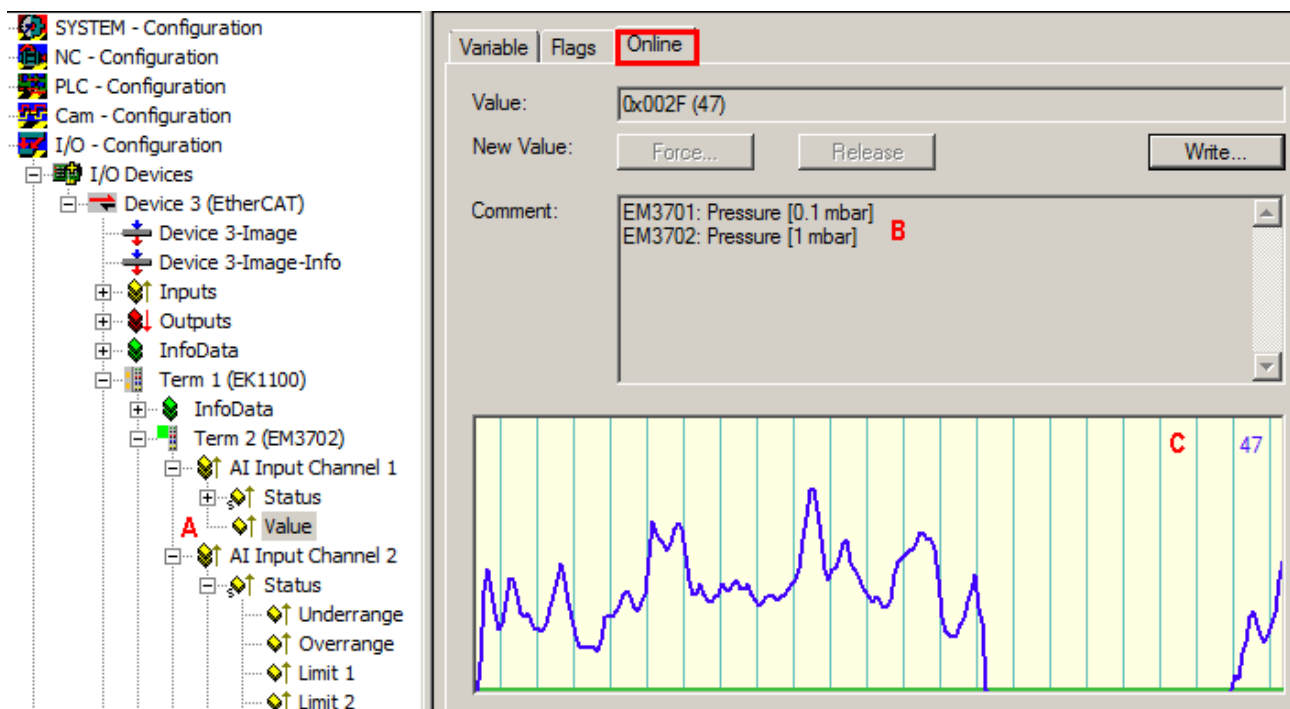 SYSTEM - Configuration
NC - Configuration
PLC - Configuration
Cam - Configuration
I/O - Configuration
I/O Devices
Device 3 (EtherCAT)
Device 3-Image
Device 3-Image-Info
Inputs
Outputs
InfoData
Term 1 (EK1100)
InfoData
Term 2 (EM3702)
AI Input Channel 1
Status
A Value
AI Input Channel 2
Status
Underrange
Overrange
Limit 1
Limit 2
Variable Flags Online
Value: 0x002F (47)
New Value: Force... Release Write...
Comment: EM3701: Pressure [0.1 mbar]
EM3702: Pressure [1 mbar] B
C 47